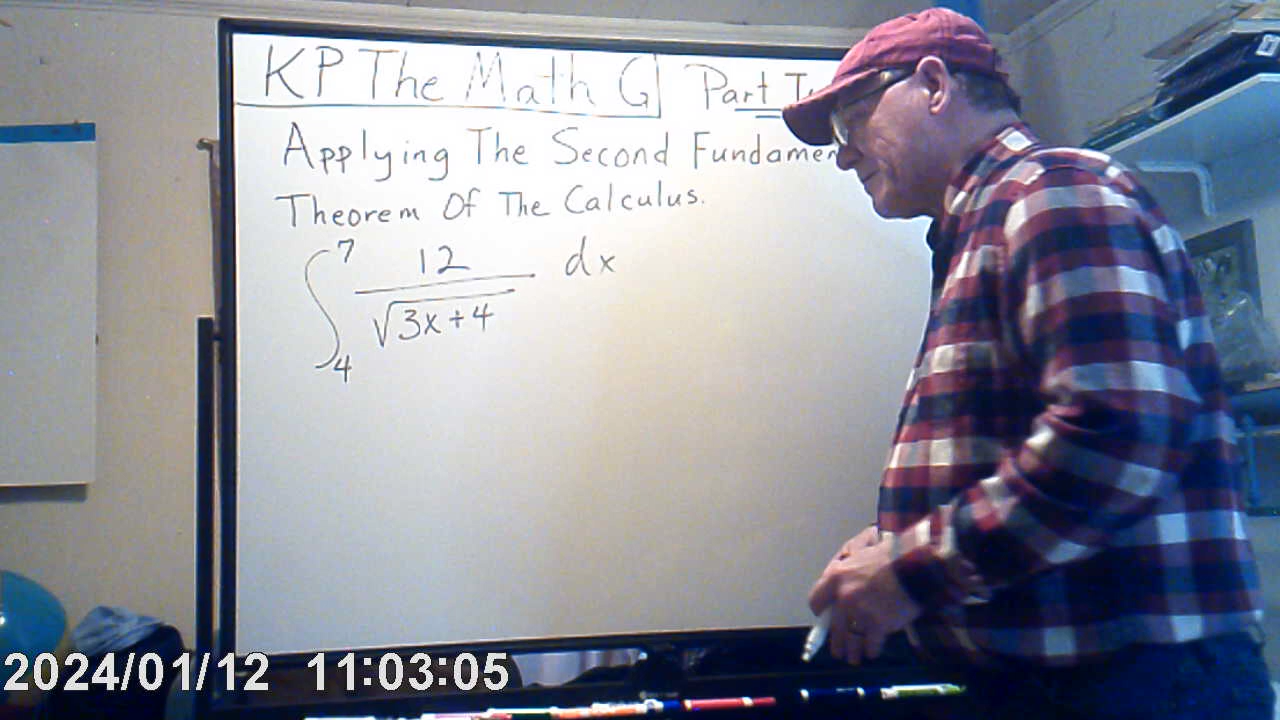 KP The Math G Part
Applying The Second Fundamen
Theorem Of The Calculus.
∫ 7 12 dx
√3x+4
4
2024/01/12 11:03:05